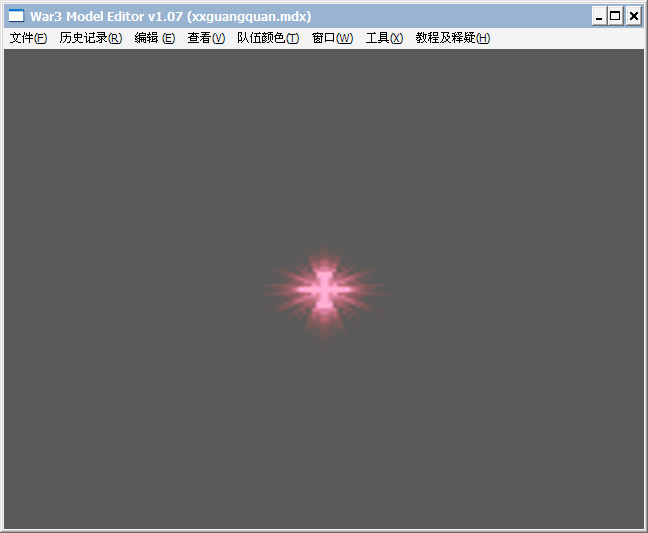 War3 Model Editor v1.07 (xxguangquan.mdx)
文件(F) 历史记录(R) 编辑 (E) 查看(V) 队伍颜色(T) 窗口(W) 工具(X) 教程及释疑(H)